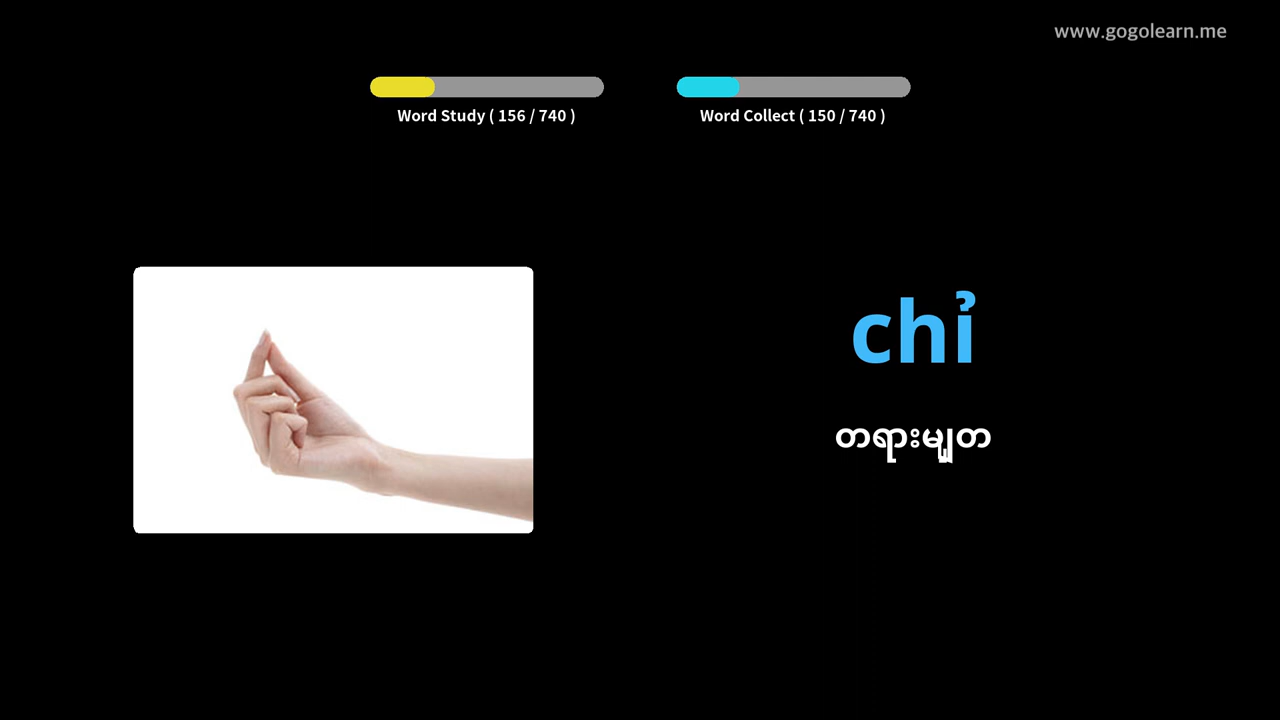 www.gogolearn.me
Word Study ( 156 / 740 )
Word Collect ( 150 / 740 )
chỉ
တရားမျှတ